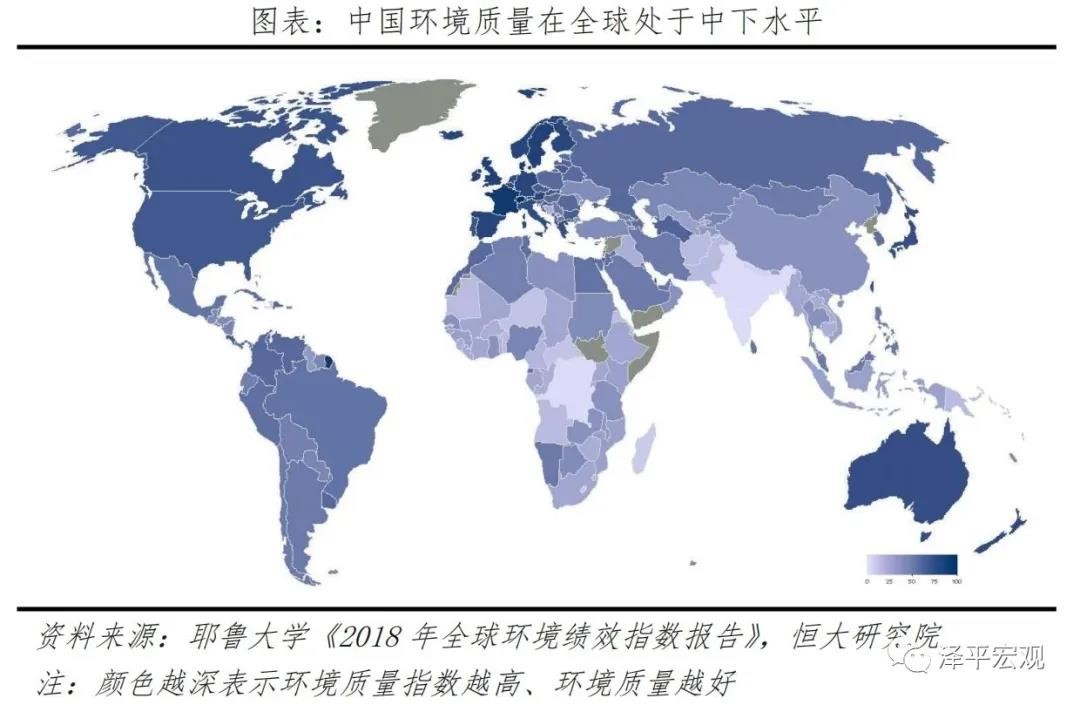 图表：中国环境质量在全球处于中下水平
0 25 50 75 100
资料来源：耶鲁大学《2018 年全球环境绩效指数报告》，恒大研究院
泽平宏观
注：颜色越深表示环境质量指数越高、环境质量越好